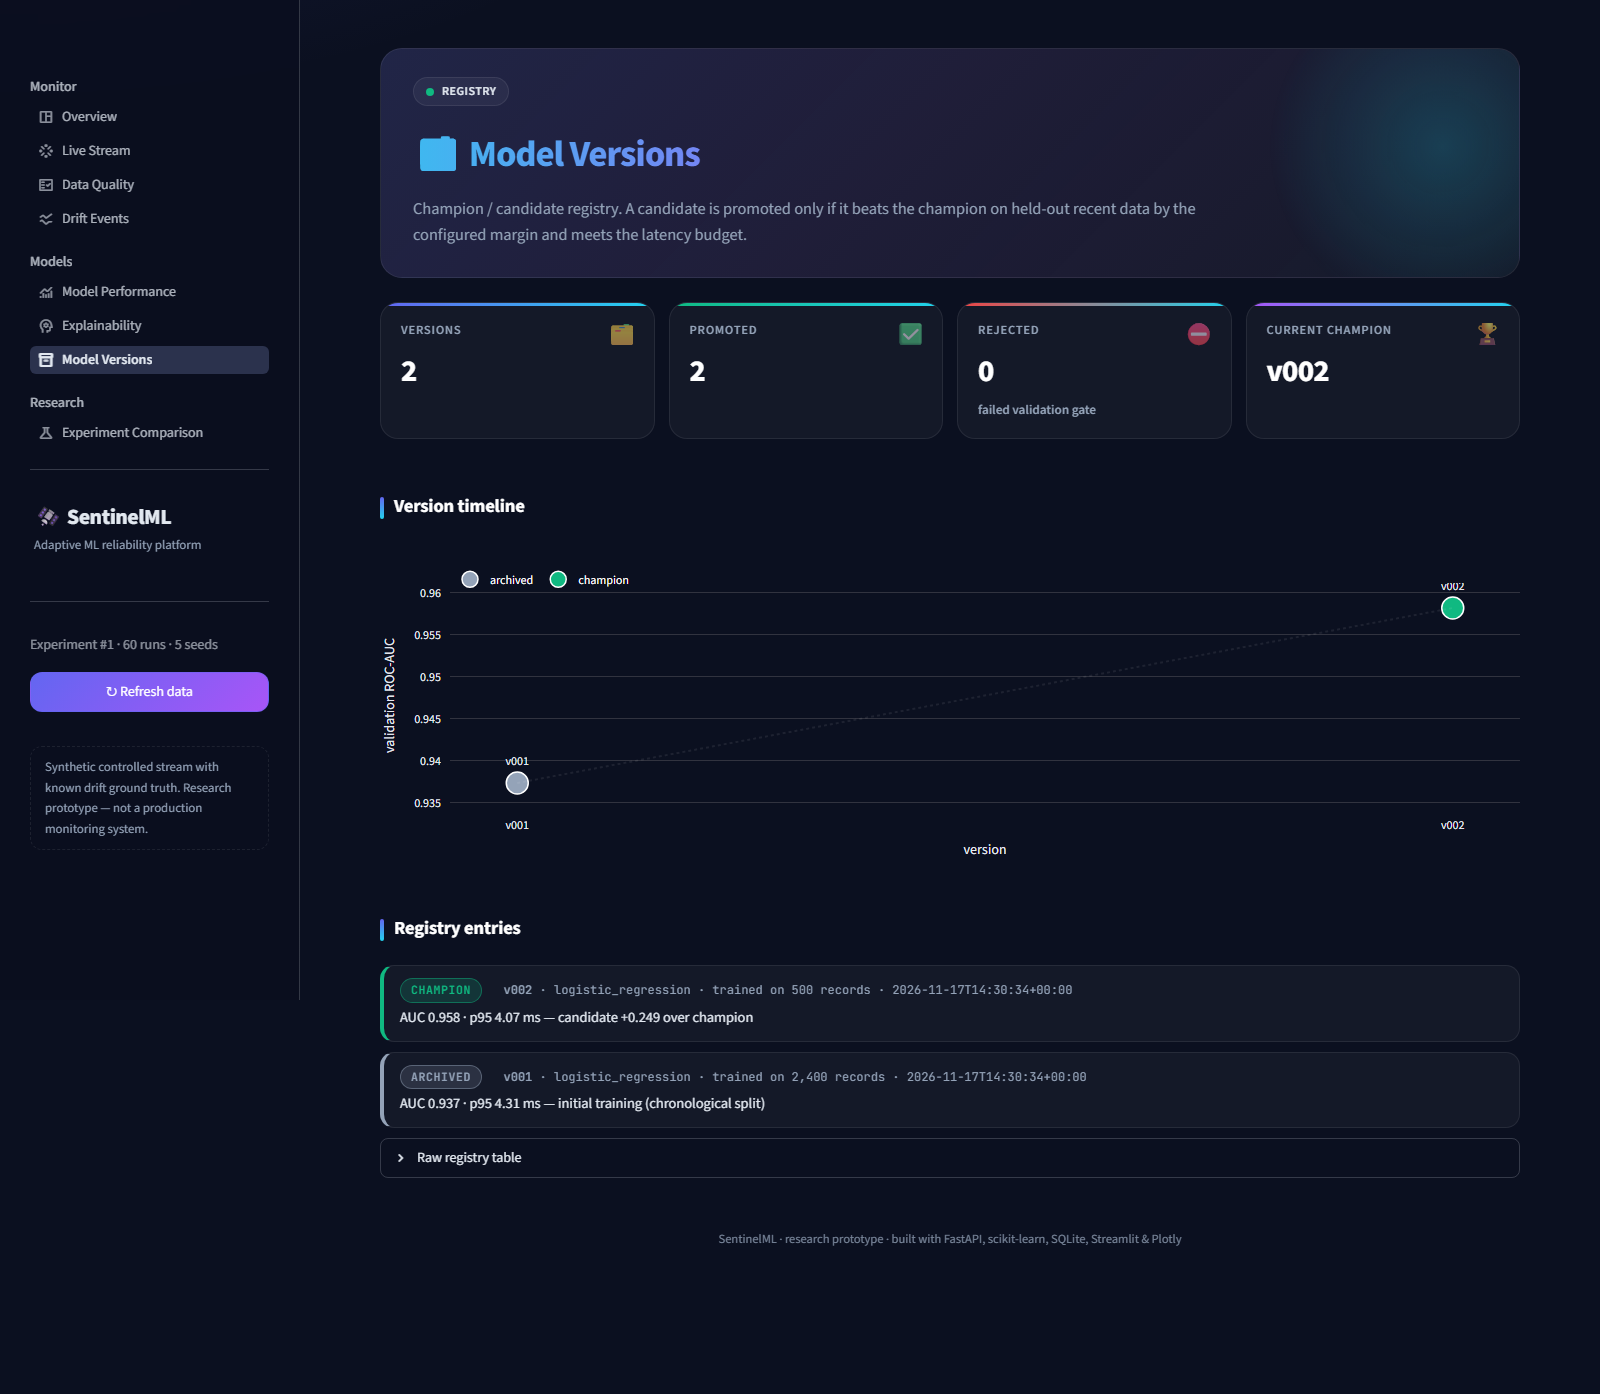 Monitor
Overview
Live Stream
Data Quality
Drift Events
Models
Model Performance
Explainability
Model Versions
Research
Experiment Comparison
SentinelML
Adaptive ML reliability platform
Experiment #1 · 60 runs · 5 seeds
↻ Refresh data
Synthetic controlled stream with
known drift ground truth. Research
prototype — not a production
monitoring system.
REGISTRY
Model Versions
Champion / candidate registry. A candidate is promoted only if it beats the champion on held-out recent data by the
configured margin and meets the latency budget.
VERSIONS
2
PROMOTED
2
REJECTED
0
failed validation gate
CURRENT CHAMPION
v002
Version timeline
archived champion
v002
0.96
0.955
0.95
0.945
0.94
0.935
validation ROC-AUC
v001
v001 v002
version
Registry entries
CHAMPION v002 · logistic_regression · trained on 500 records · 2026-11-17T14:30:34+00:00
AUC 0.958 · p95 4.07 ms — candidate +0.249 over champion
ARCHIVED v001 · logistic_regression · trained on 2,400 records · 2026-11-17T14:30:34+00:00
AUC 0.937 · p95 4.31 ms — initial training (chronological split)
Raw registry table
SentinelML · research prototype · built with FastAPI, scikit-learn, SQLite, Streamlit & Plotly